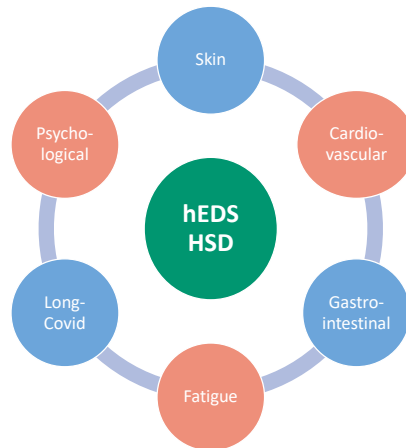 Skin
Psycho-
logical
Cardio-
vascular
hEDS
HSD
Long-
Covid
Gastro-
intestinal
Fatigue